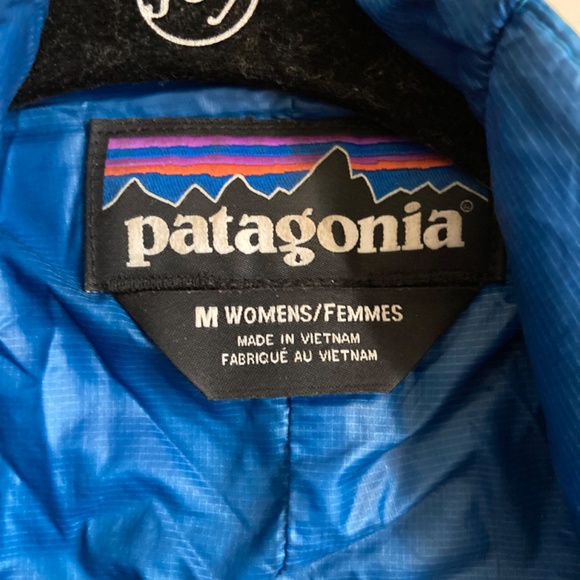 patagonia®
M WOMENS/FEMMES
MADE IN VIETNAM
FABRIQUÉ AU VIETNAM